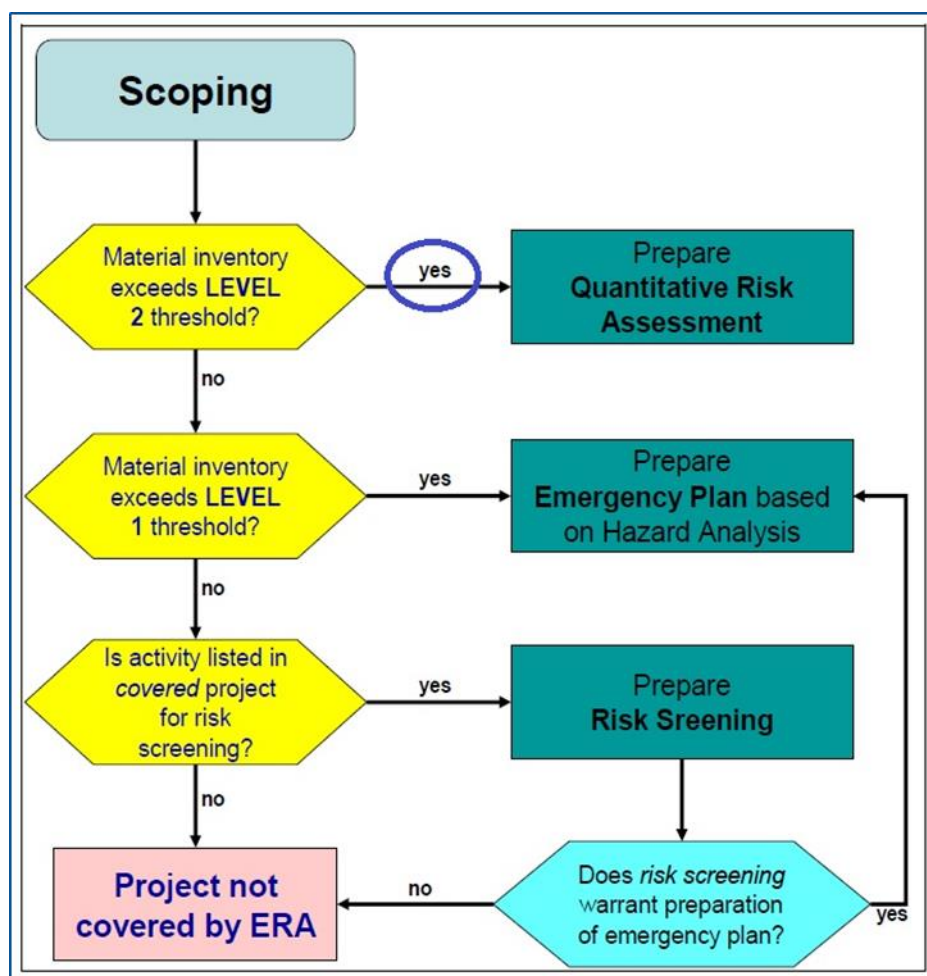 Scoping
Material inventory
exceeds LEVEL
2 threshold?
yes
Prepare
Quantitative Risk
Assessment
no
Material inventory
exceeds LEVEL
1 threshold?
yes
Prepare
Emergency Plan based
on Hazard Analysis
no
Is activity listed in
covered project
for risk
screening?
yes
Prepare
Risk Sreening
no
Project not
covered by ERA
no
Does risk screening
warrant preparation
of emergency plan?
yes